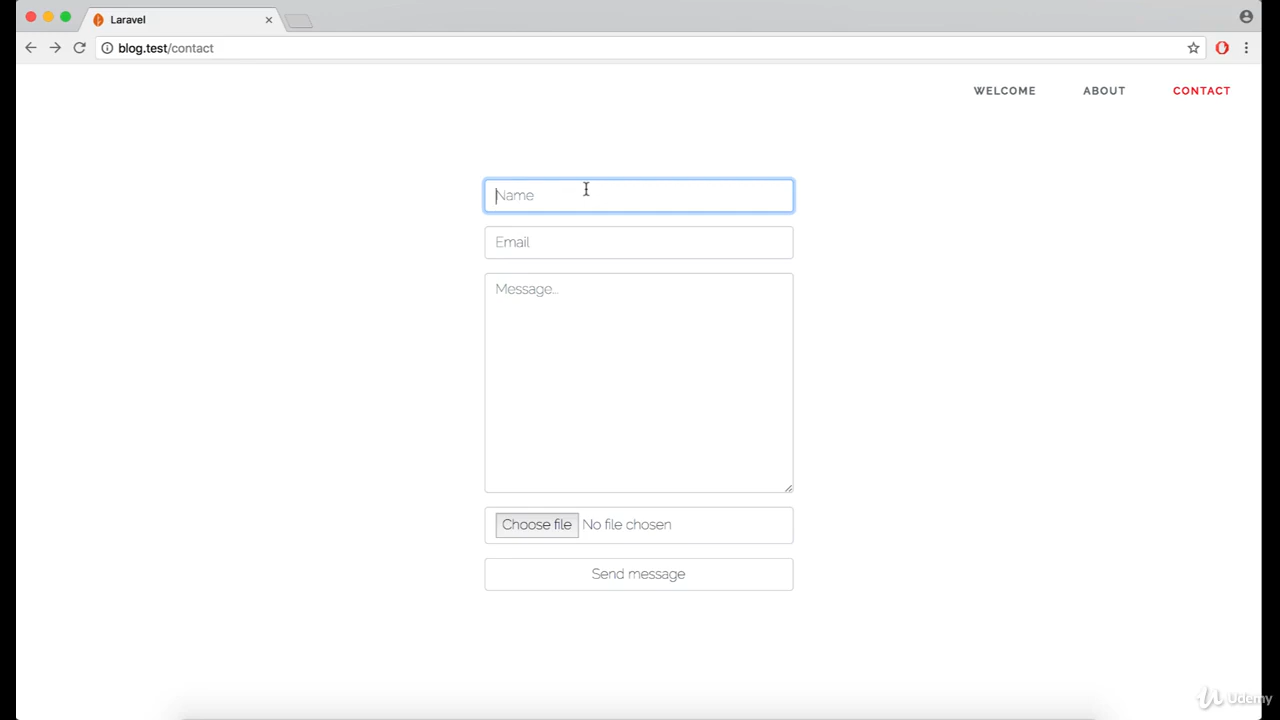 Laravel
blog.test/contact
WELCOME ABOUT CONTACT
Name
Email
Message...
Choose file No file chosen
Send message
Udemy